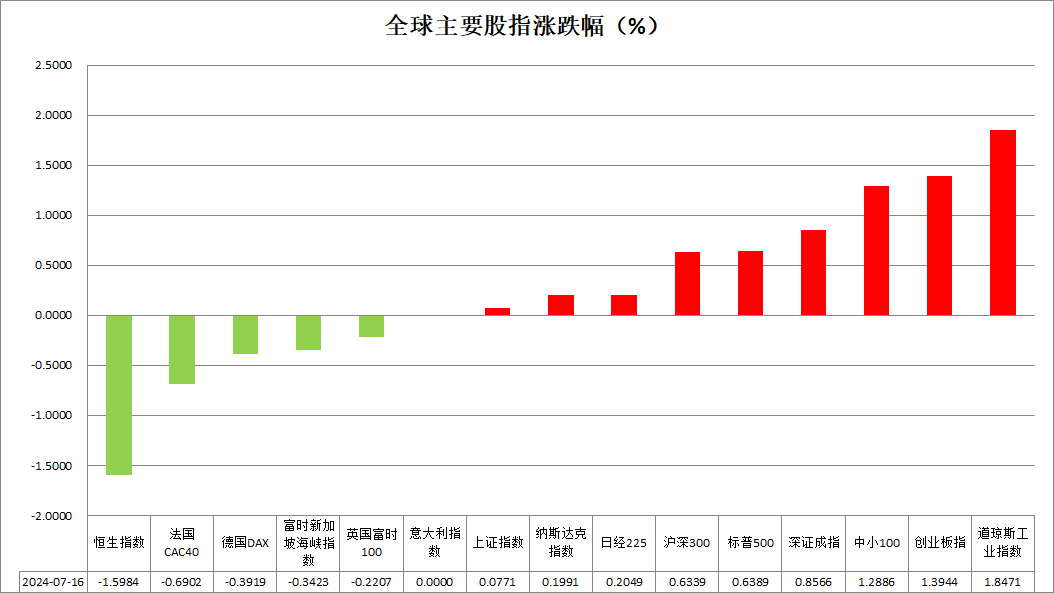 全球主要股指涨跌幅（%）
2.5000
2.0000
1.5000
1.0000
0.5000
0.0000
-0.5000
-1.0000
-1.5000
-2.0000
恒生指数
法国
CAC40
德国DAX
富时新加
坡海峡指
数
英国富时
100
意大利指
数
上证指数
纳斯达克
指数
日经225
沪深300
标普500
深证成指
中小100
创业板指
道琼斯工
业指数
2024-07-16 -1.5984 -0.6902 -0.3919 -0.3423 -0.2207 0.0000 0.0771 0.1991 0.2049 0.6339 0.6389 0.8566 1.2886 1.3944 1.8471